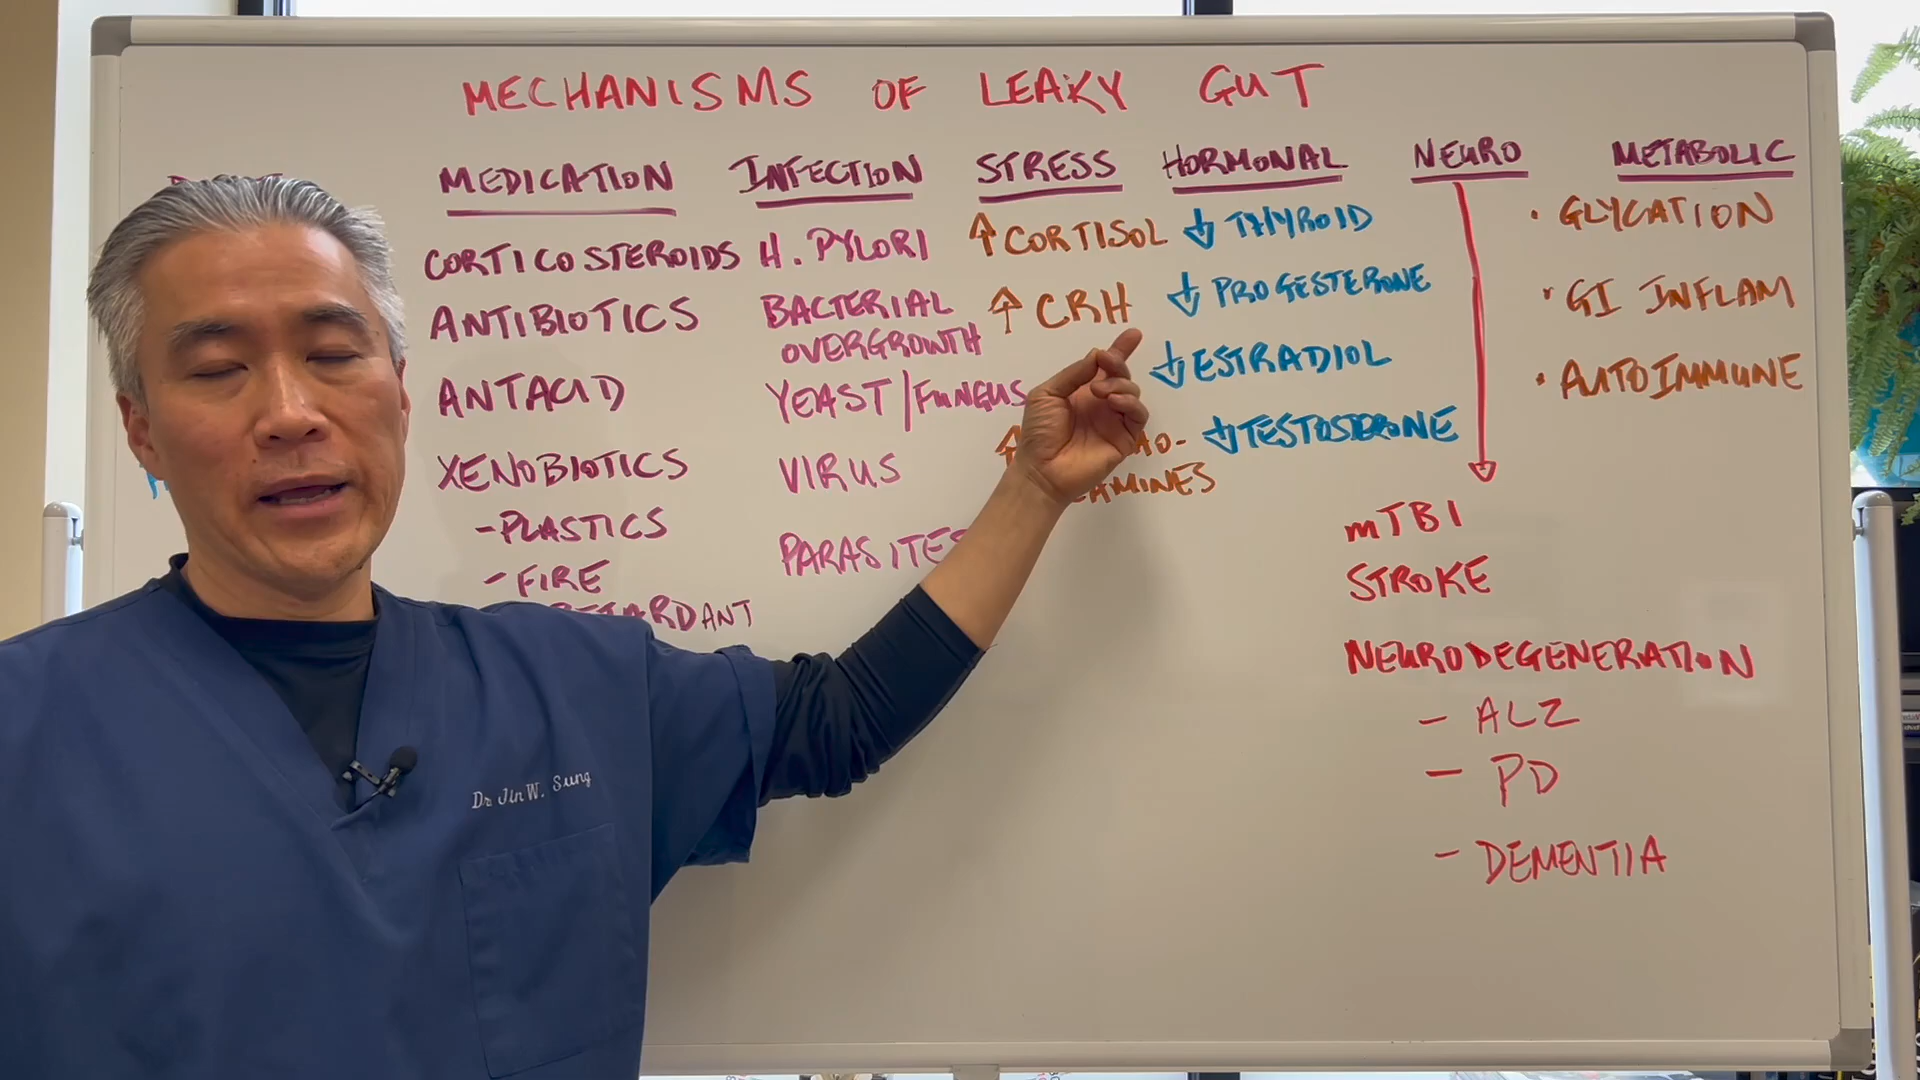 MECHANISMS OF LEAKY GUT
MEDICATION
CORTICOSTEROIDS
ANTIBIOTICS
ANTACID
XENOBIOTICS
-PLASTICS
-FIRE
RETARDANT
INFECTION
H. PYLORI
BACTERIAL
OVERGROWTH
YEAST/FUNGUS
VIRUS
PARASITES
STRESS
↑ CORTISOL
↑ CRH
↑
AMINES
HORMONAL
↓ THYROID
↓ PROGESTERONE
↓ ESTRADIOL
↓ TESTOSTERONE
NEURO
mTBI
STROKE
NEURODEGENERATION
- ALZ
- PD
- DEMENTIA
METABOLIC
· GLYCATION
· GI INFLAM
· AUTOIMMUNE
Dr. Jin W. Sung